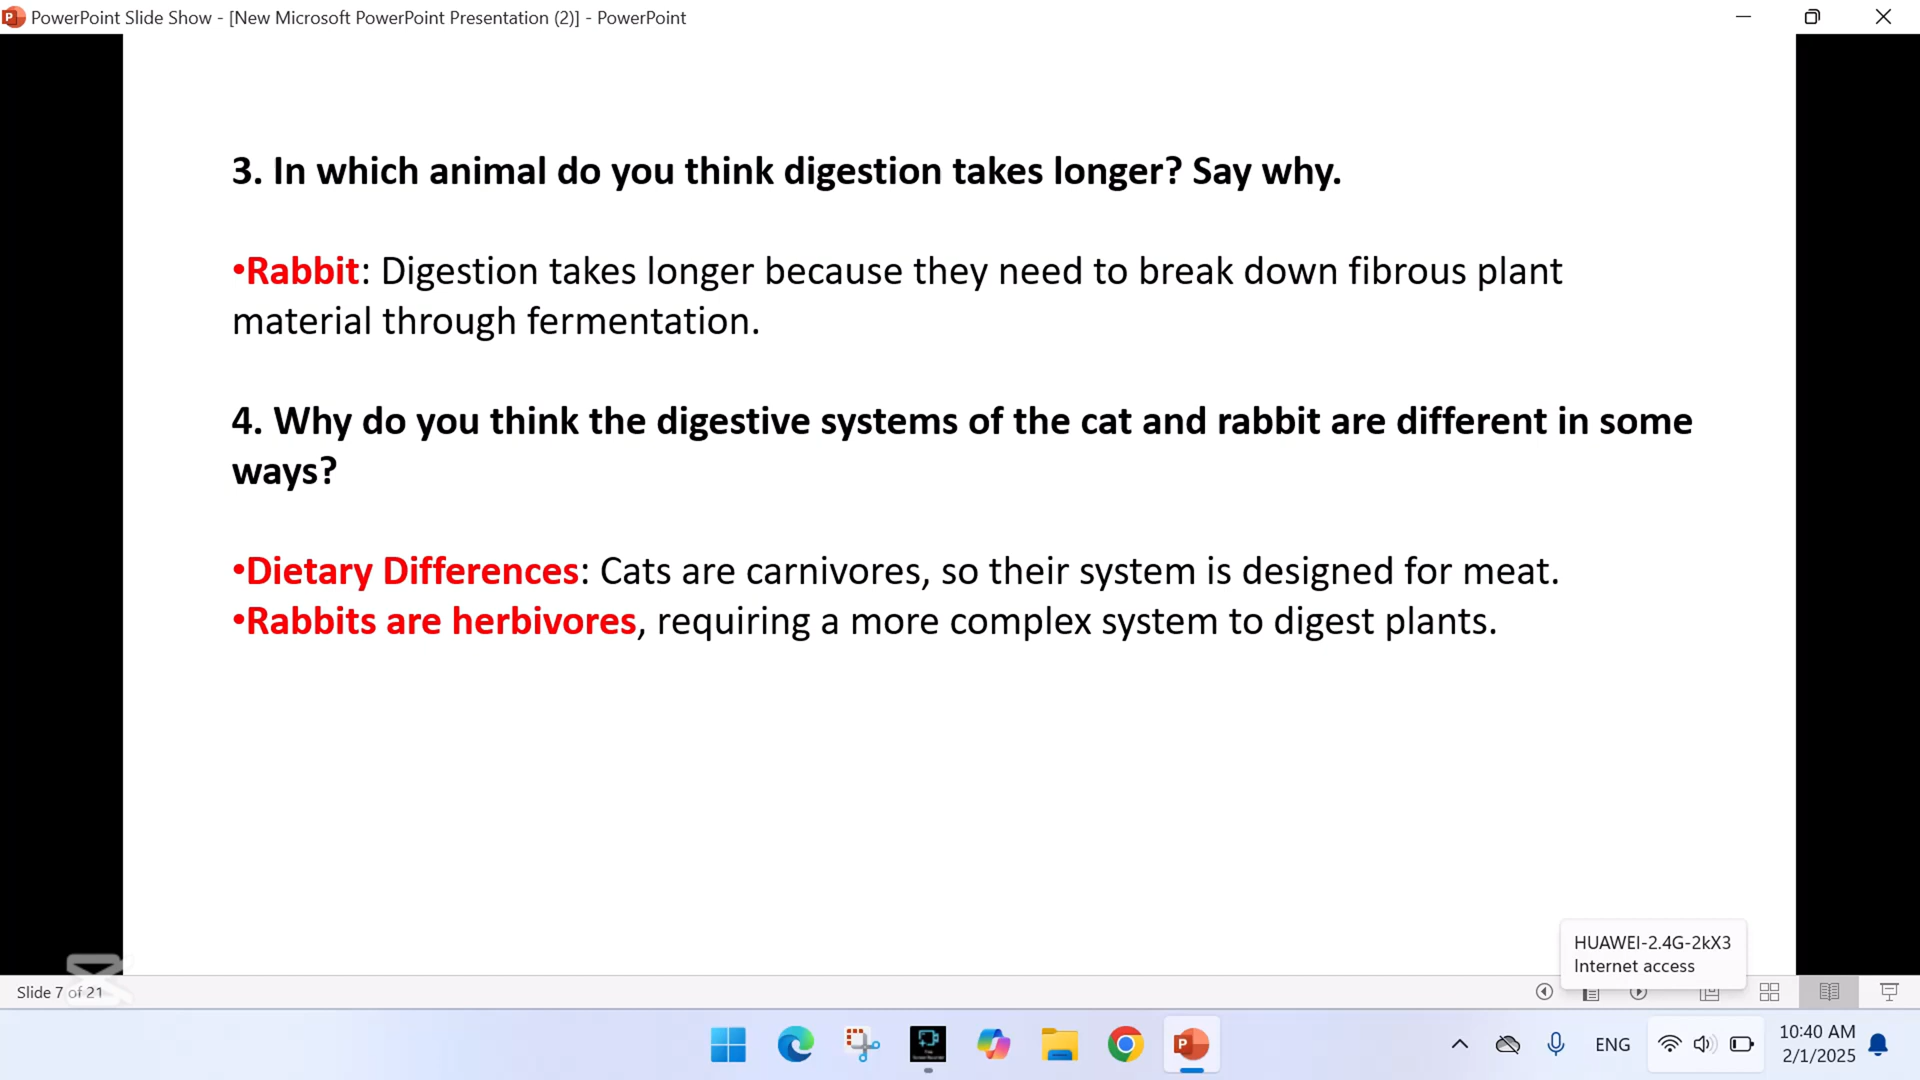 PowerPoint Slide Show - [New Microsoft PowerPoint Presentation (2)] - PowerPoint
3. In which animal do you think digestion takes longer? Say why.
•Rabbit: Digestion takes longer because they need to break down fibrous plant
material through fermentation.
4. Why do you think the digestive systems of the cat and rabbit are different in some
ways?
•Dietary Differences: Cats are carnivores, so their system is designed for meat.
•Rabbits are herbivores, requiring a more complex system to digest plants.
HUAWEI-2.4G-2kX3
Internet access
Slide 7 of 21
ENG
10:40 AM
2/1/2025